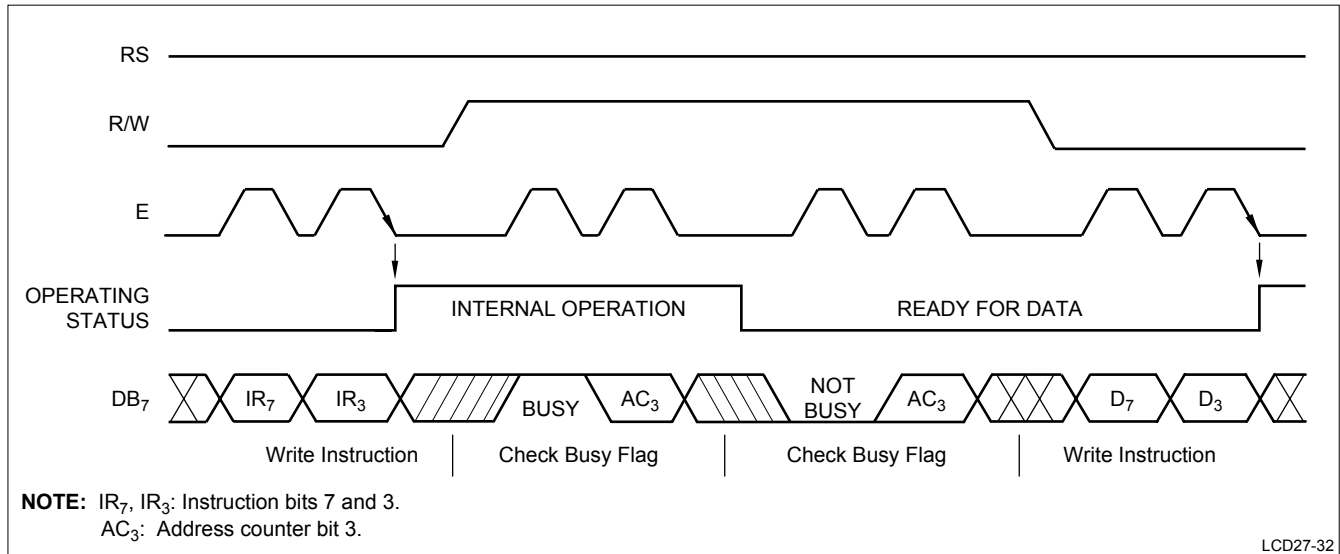 RS
R/W
E
OPERATING
STATUS
INTERNAL OPERATION
READY FOR DATA
DB7
IR7
IR3
BUSY
AC3
NOT
BUSY
AC3
D7
D3
Write Instruction
Check Busy Flag
Check Busy Flag
Write Instruction
NOTE: IR7, IR3: Instruction bits 7 and 3.
AC3: Address counter bit 3.
LCD27-32